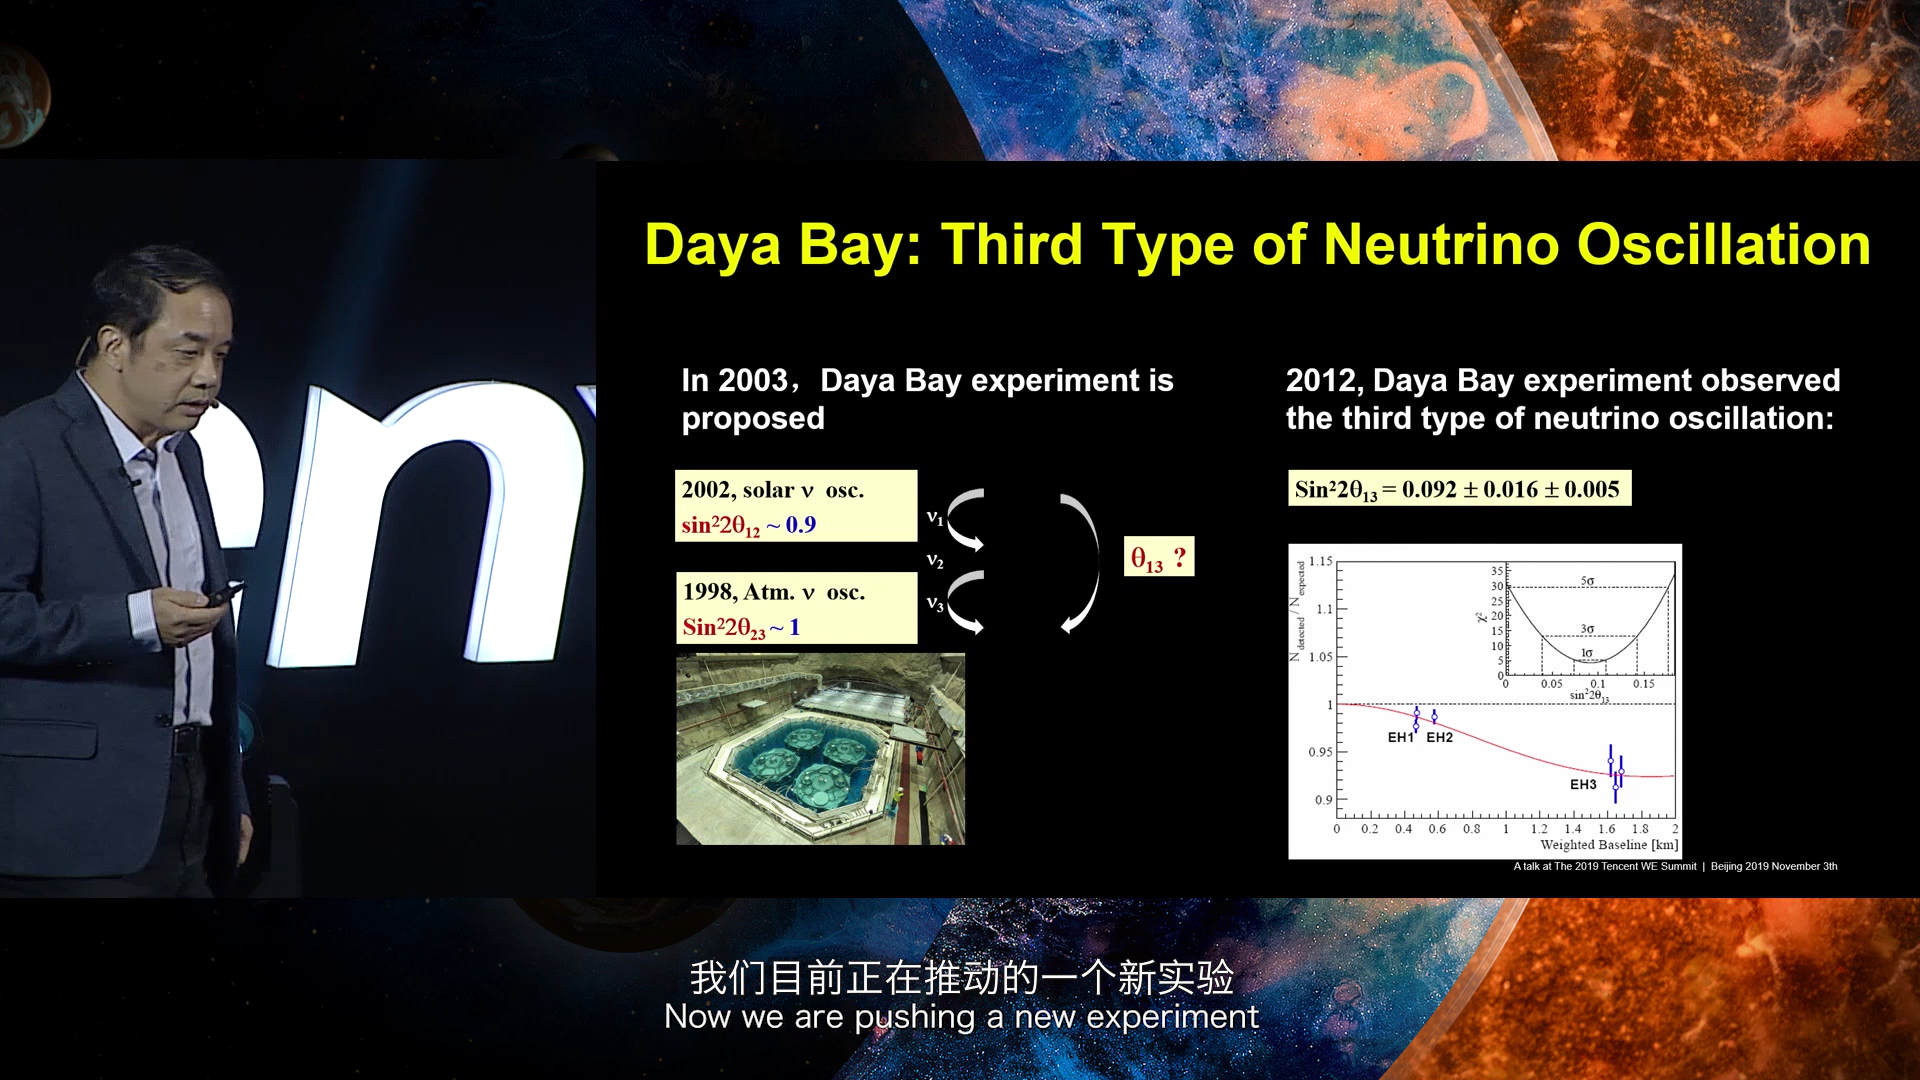 Daya Bay: Third Type of Neutrino Oscillation
In 2003，Daya Bay experiment is
proposed
2002, solar ν osc.
sin²2θ₁₂ ~ 0.9
1998, Atm. ν osc.
Sin²2θ₂₃ ~ 1
ν₁
ν₂
ν₃
θ₁₃ ?
2012, Daya Bay experiment observed
the third type of neutrino oscillation:
Sin²2θ₁₃ = 0.092 ± 0.016 ± 0.005
N detected / N expected
1.15
1.1
1.05
1
0.95
0.9
χ²
35
30
25
20
15
10
5
0
5σ
3σ
1σ
0 0.05 0.1 0.15
sin²2θ₁₃
EH1 EH2
EH3
0 0.2 0.4 0.6 0.8 1 1.2 1.4 1.6 1.8 2
Weighted Baseline [km]
A talk at The 2019 Tencent WE Summit | Beijing 2019 November 3th
我们目前正在推动的一个新实验
Now we are pushing a new experiment